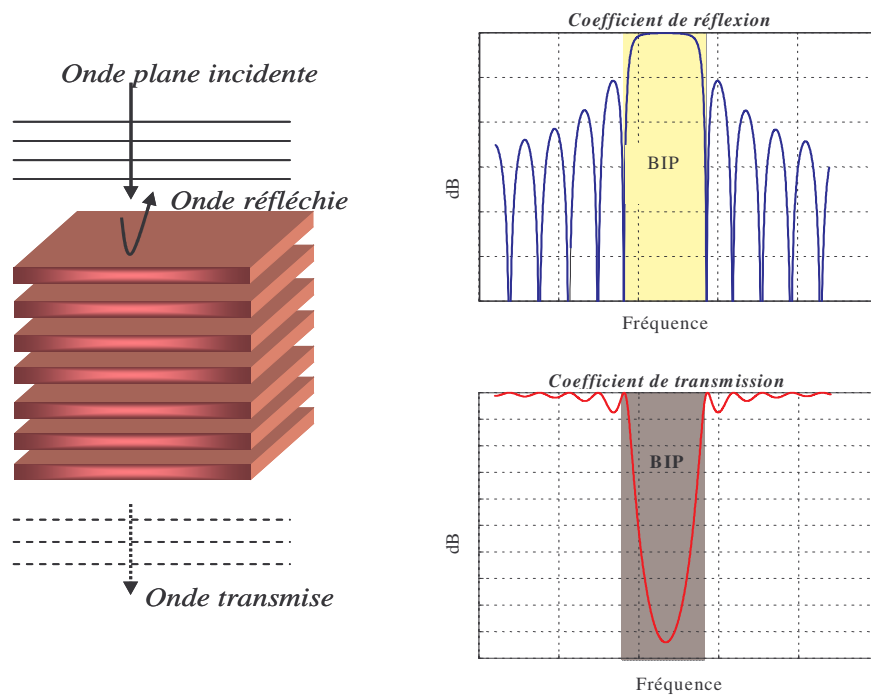 Onde plane incidente
Onde réfléchie
Onde transmise
Coefficient de réflexion
BIP
dB
Fréquence
Coefficient de transmission
BIP
dB
Fréquence